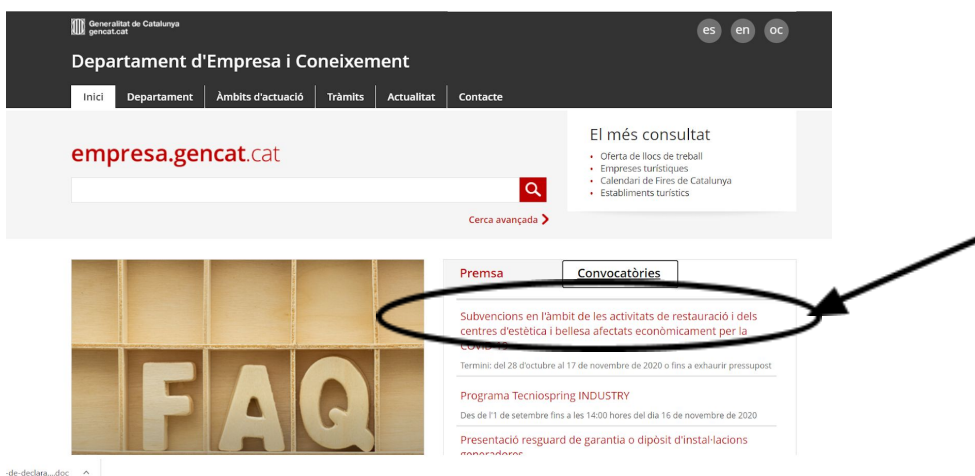 Generalitat de Catalunya
gencat.cat
es en oc
Departament d'Empresa i Coneixement
Inici Departament Àmbits d'actuació Tràmits Actualitat Contacte
empresa.gencat.cat
Cerca avançada
El més consultat
Oferta de llocs de treball
Empreses turístiques
Calendari de Fires de Catalunya
Establiments turístics
FAQ
Premsa Convocatòries
Subvencions en l'àmbit de les activitats de restauració i dels
centres d'estètica i bellesa afectats econòmicament per la
Termini: del 28 d'octubre al 17 de novembre de 2020 o fins a exhaurir pressupost
Programa Tecniospring INDUSTRY
Des de l'1 de setembre fins a les 14:00 hores del dia 16 de novembre de 2020
Presentació resguard de garantia o dipòsit d'instal·lacions
generadores
-de-declara....doc